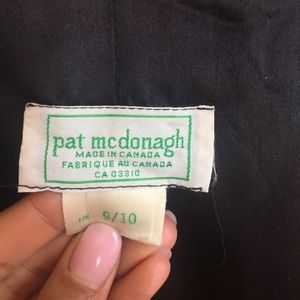 pat mcdonagh
MADE IN CANADA
FABRIQUE AU CANADA
CA 03310
9/10